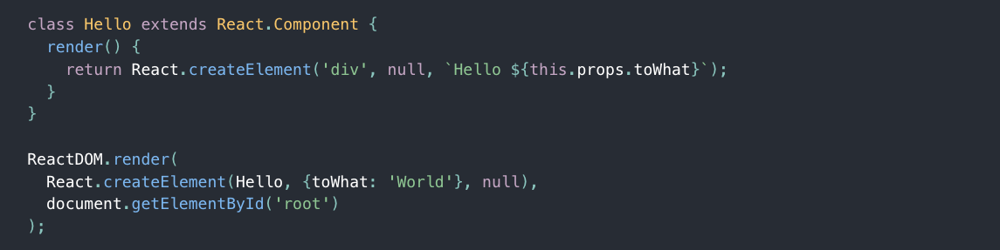 class Hello extends React.Component {
  render() {
    return React.createElement('div', null, `Hello ${this.props.toWhat}`);
  }
}

ReactDOM.render(
  React.createElement(Hello, {toWhat: 'World'}, null),
  document.getElementById('root')
);